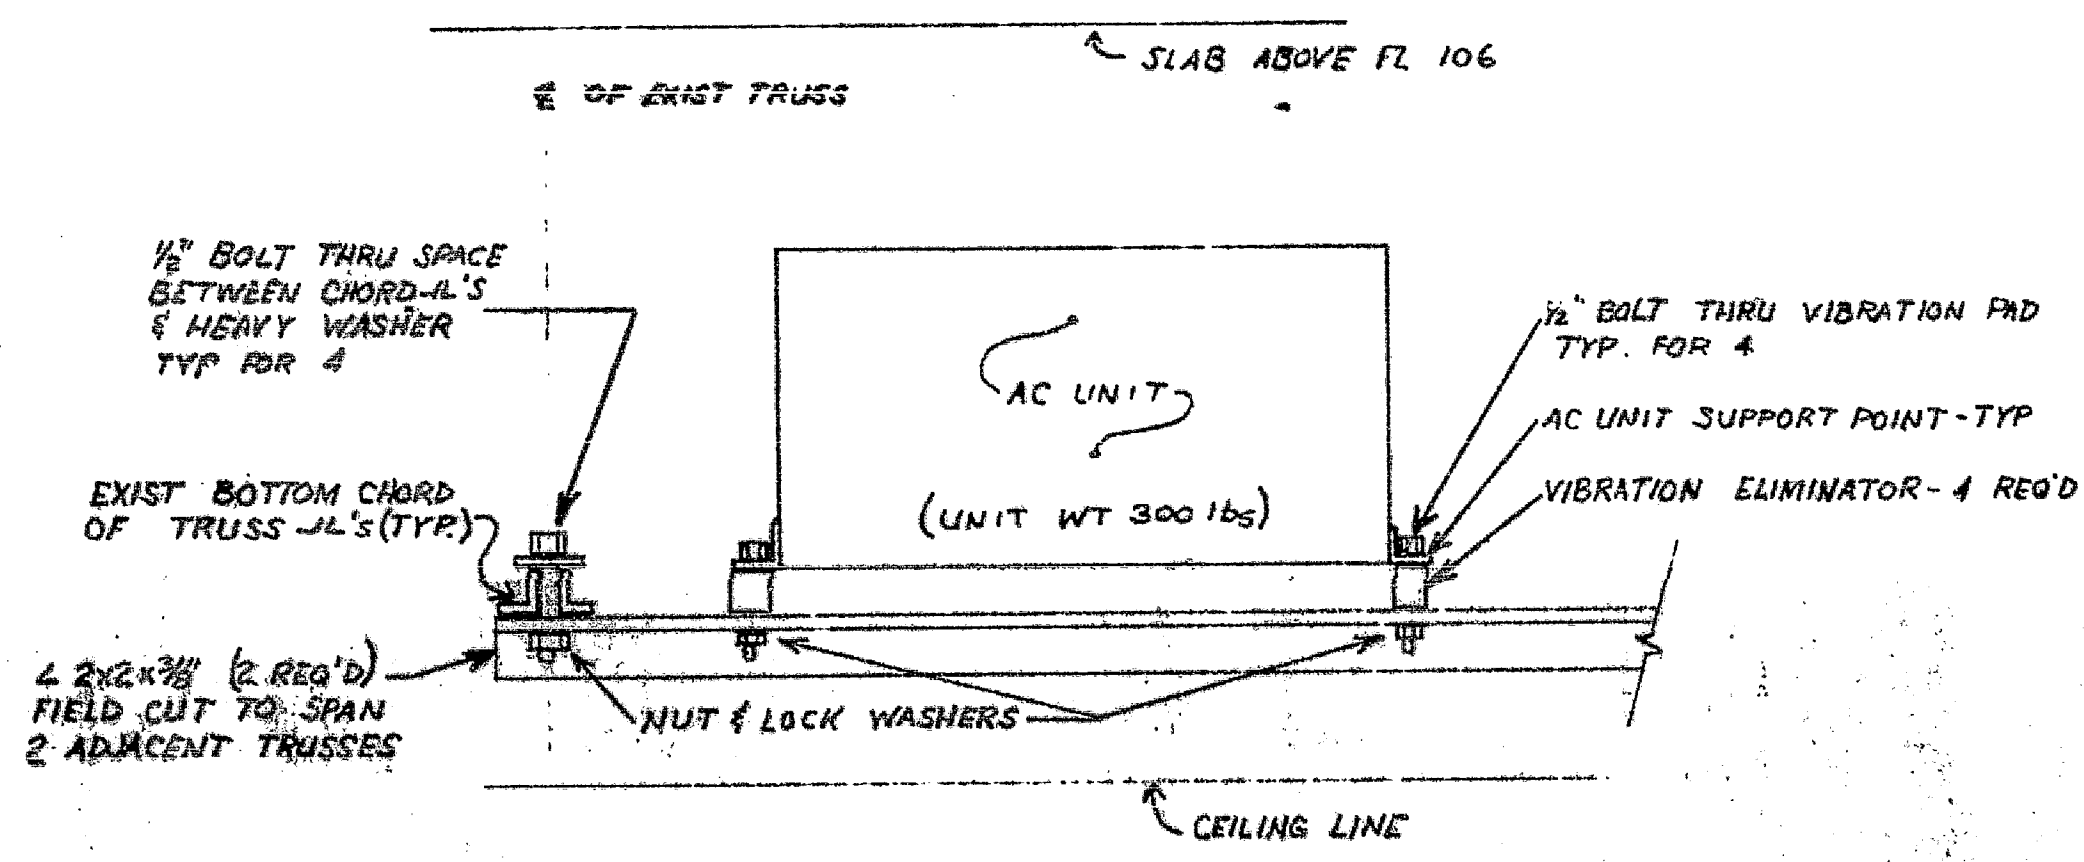 SLAB ABOVE FL 106
℄ OF EXIST TRUSS
1/2" BOLT THRU SPACE
BETWEEN CHORD ⅃L'S
& HEAVY WASHER
TYP FOR 4
AC UNIT
(UNIT WT 300 lbs)
1/2" BOLT THRU VIBRATION PAD
TYP. FOR 4
AC UNIT SUPPORT POINT-TYP
VIBRATION ELIMINATOR-4 REQ'D
EXIST BOTTOM CHORD
OF TRUSS ⅃L's (TYP.)
∠ 2x2x3/8" (2 REQ'D)
FIELD CUT TO SPAN
2 ADJACENT TRUSSES
NUT & LOCK WASHERS
CEILING LINE